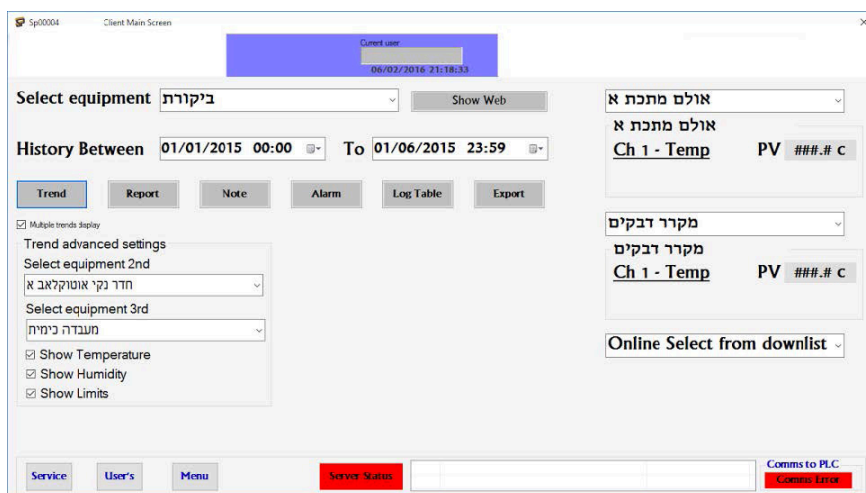 Sp00004 Client Main Screen
Current user
06/02/2016 21:18:33
Select equipment ביקורת Show Web
History Between 01/01/2015 00:00 To 01/06/2015 23:59
Trend Report Note Alarm Log Table Export
Multiple trends display
Trend advanced settings
Select equipment 2nd
חדר נקי אוטוקלאב א
Select equipment 3rd
מעבדה כימית
Show Temperature
Show Humidity
Show Limits
אולם מתכת א
אולם מתכת א
Ch 1 - Temp PV ###.# C
מקרר דבקים
מקרר דבקים
Ch 1 - Temp PV ###.# C
Online Select from downlist
Service User's Menu Server Status
Comms to PLC
Comms Error